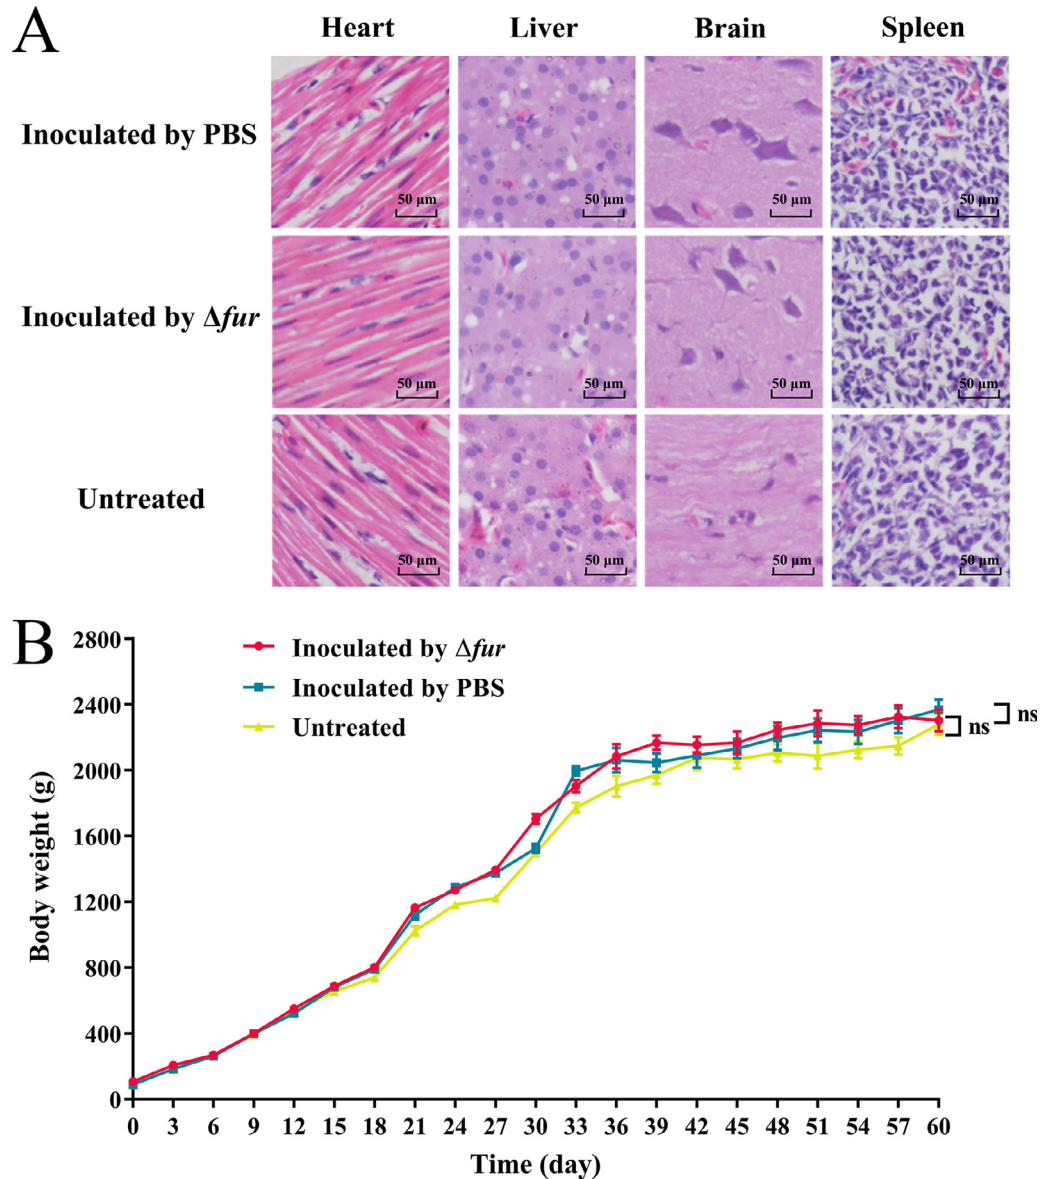 A
Heart Liver Brain Spleen
Inoculated by PBS
50 μm 50 μm 50 μm 50 μm
Inoculated by Δfur
50 μm 50 μm 50 μm 50 μm
Untreated
50 μm 50 μm 50 μm 50 μm
B
2800
2400
2000
1600
1200
800
400
0
Body weight (g)
Inoculated by Δfur
Inoculated by PBS
Untreated
ns
ns
0 3 6 9 12 15 18 21 24 27 30 33 36 39 42 45 48 51 54 57 60
Time (day)